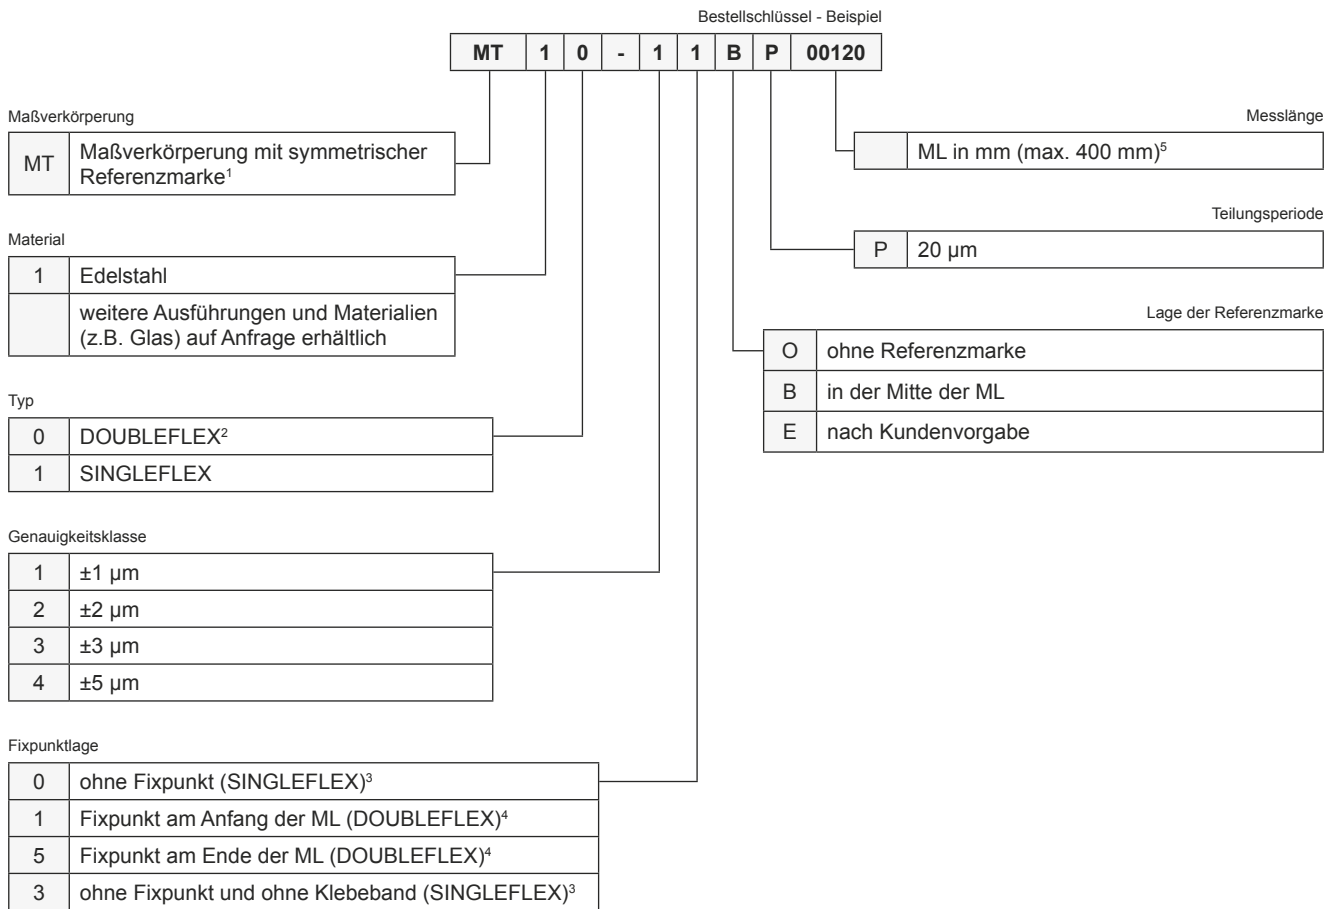 Bestellschlüssel - Beispiel
MT 1 0 - 1 1 B P 00120
Maßverkörperung
MT Maßverkörperung mit symmetrischer
Referenzmarke¹
Material
1 Edelstahl
weitere Ausführungen und Materialien
(z.B. Glas) auf Anfrage erhältlich
Typ
0 DOUBLEFLEX²
1 SINGLEFLEX
Genauigkeitsklasse
1 ±1 µm
2 ±2 µm
3 ±3 µm
4 ±5 µm
Fixpunktlage
0 ohne Fixpunkt (SINGLEFLEX)³
1 Fixpunkt am Anfang der ML (DOUBLEFLEX)⁴
5 Fixpunkt am Ende der ML (DOUBLEFLEX)⁴
3 ohne Fixpunkt und ohne Klebeband (SINGLEFLEX)³
Messlänge
ML in mm (max. 400 mm)⁵
Teilungsperiode
P 20 µm
Lage der Referenzmarke
O ohne Referenzmarke
B in der Mitte der ML
E nach Kundenvorgabe